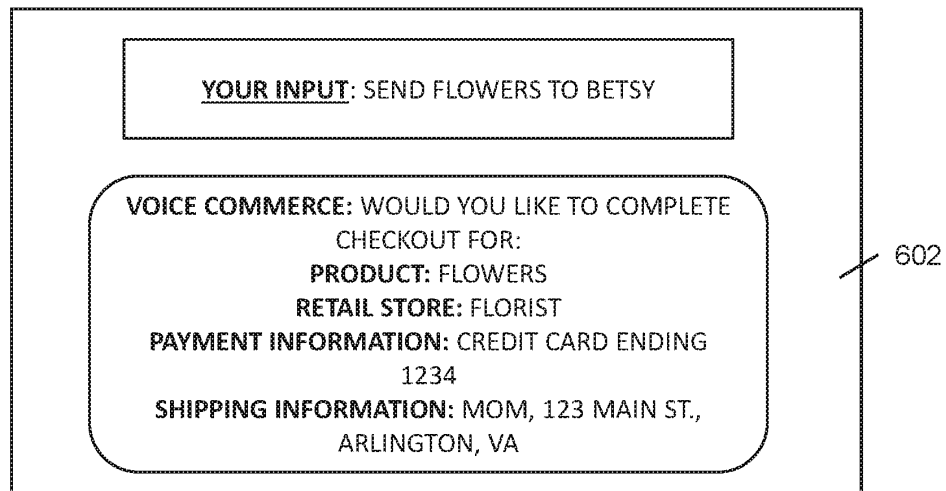 YOUR INPUT: SEND FLOWERS TO BETSY
VOICE COMMERCE: WOULD YOU LIKE TO COMPLETE
CHECKOUT FOR:
PRODUCT: FLOWERS
RETAIL STORE: FLORIST
PAYMENT INFORMATION: CREDIT CARD ENDING
1234
SHIPPING INFORMATION: MOM, 123 MAIN ST.,
ARLINGTON, VA
602